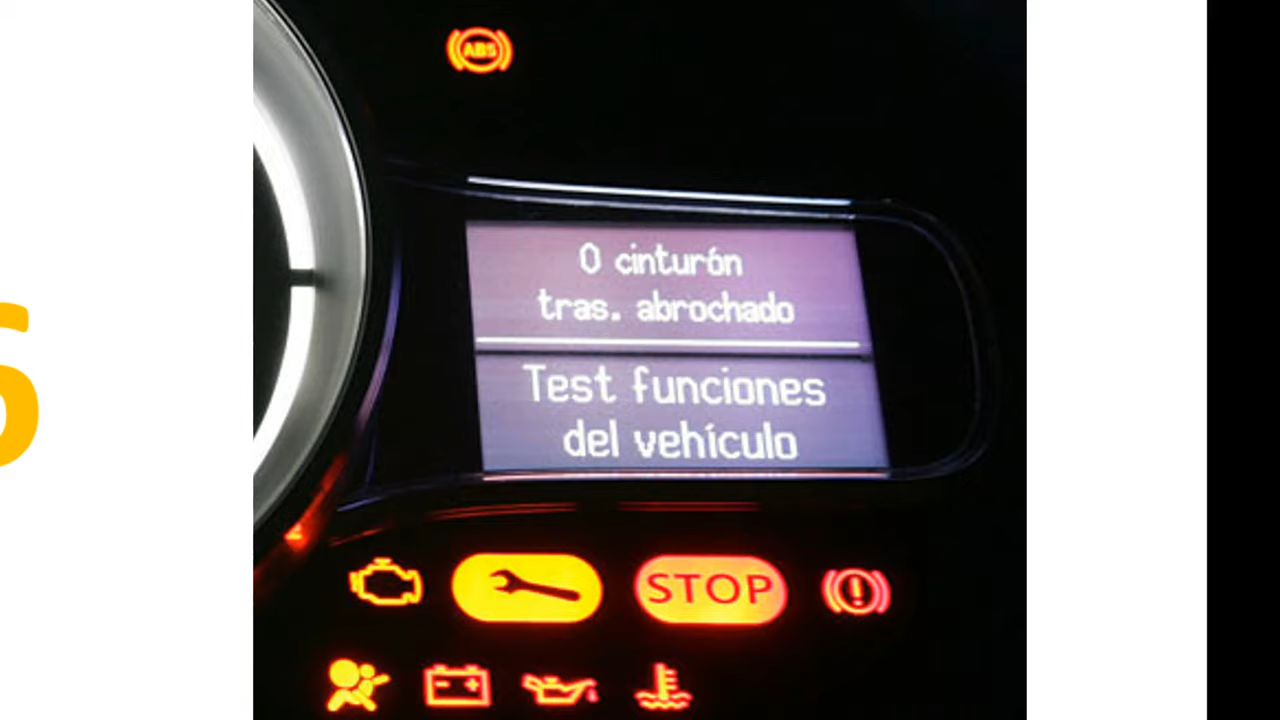 ABS
0 cinturón
tras. abrochado
Test funciones
del vehículo
STOP